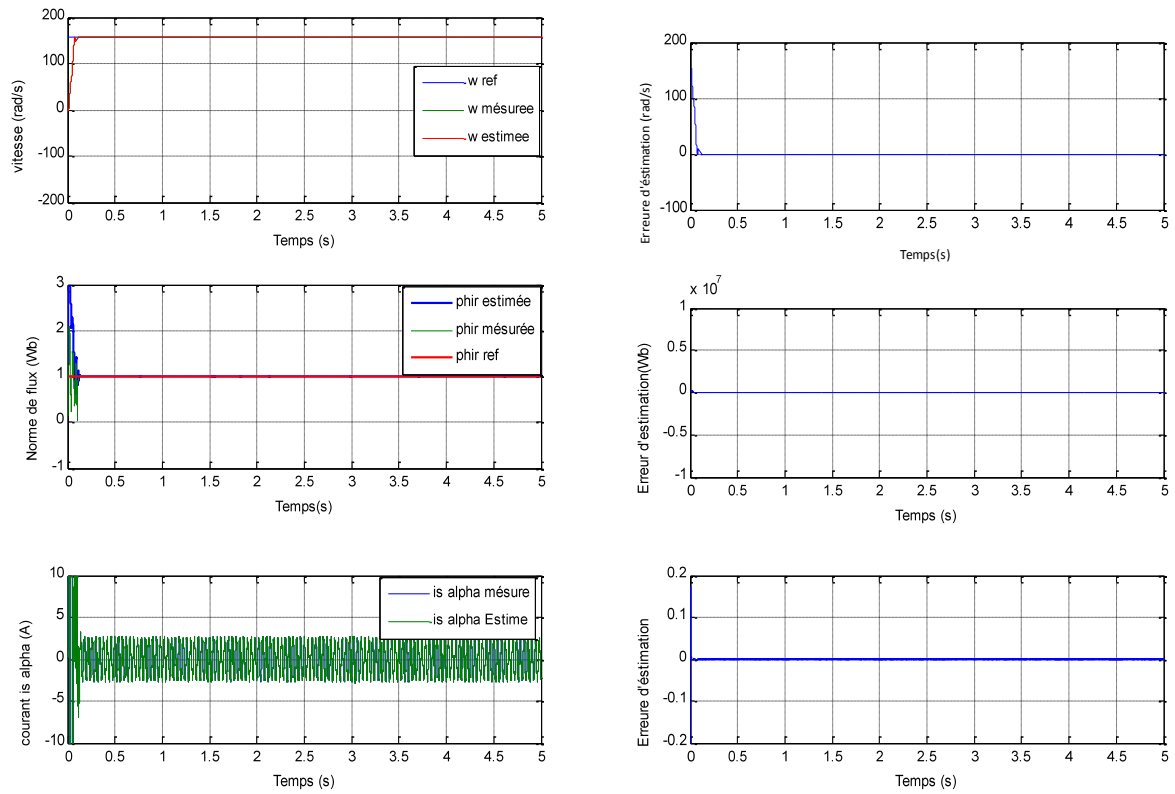 200
100
0
-100
-200
vitesse (rad/s)
w ref
w mésureé
w estimeé
0 0.5 1 1.5 2 2.5 3 3.5 4 4.5 5
Temps (s)
200
100
0
-100
Erreure d'éstimation (rad/s)
0 0.5 1 1.5 2 2.5 3 3.5 4 4.5 5
Temps(s)
3
2
1
0
-1
Norme de flux (Wb)
phir estimée
phir mésurée
phir ref
0 0.5 1 1.5 2 2.5 3 3.5 4 4.5 5
Temps(s)
x 10^7
1
0.5
0
-0.5
-1
Erreur d'estimation(Wb)
0 0.5 1 1.5 2 2.5 3 3.5 4 4.5 5
Temps (s)
10
5
0
-5
-10
courant is alpha (A)
is alpha mésure
is alpha Estime
0 0.5 1 1.5 2 2.5 3 3.5 4 4.5 5
Temps (s)
0.2
0.1
0
-0.1
-0.2
Erreure d'éstimation
0 0.5 1 1.5 2 2.5 3 3.5 4 4.5 5
Temps (s)